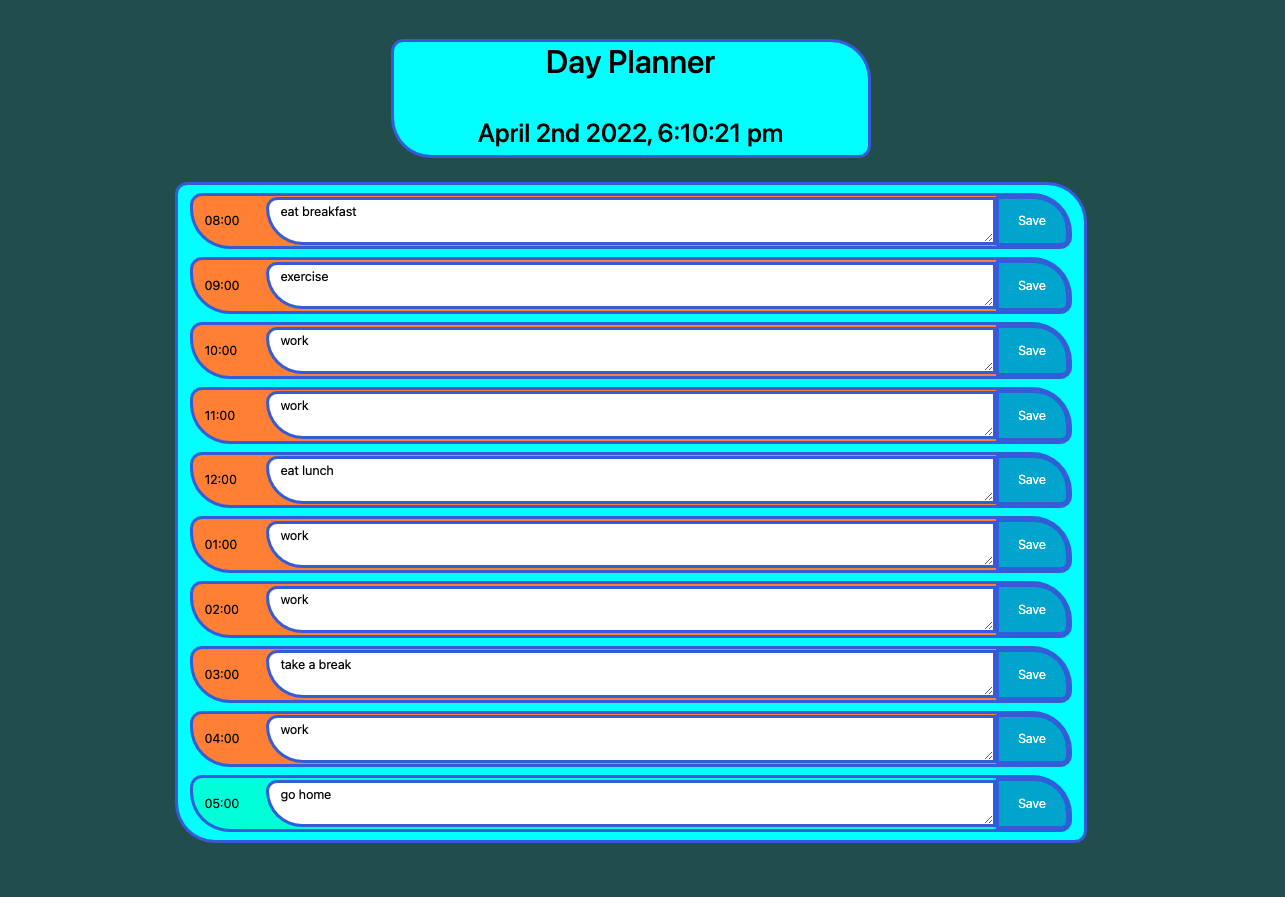 Day Planner
April 2nd 2022, 6:10:21 pm
08:00 eat breakfast Save
09:00 exercise Save
10:00 work Save
11:00 work Save
12:00 eat lunch Save
01:00 work Save
02:00 work Save
03:00 take a break Save
04:00 work Save
05:00 go home Save